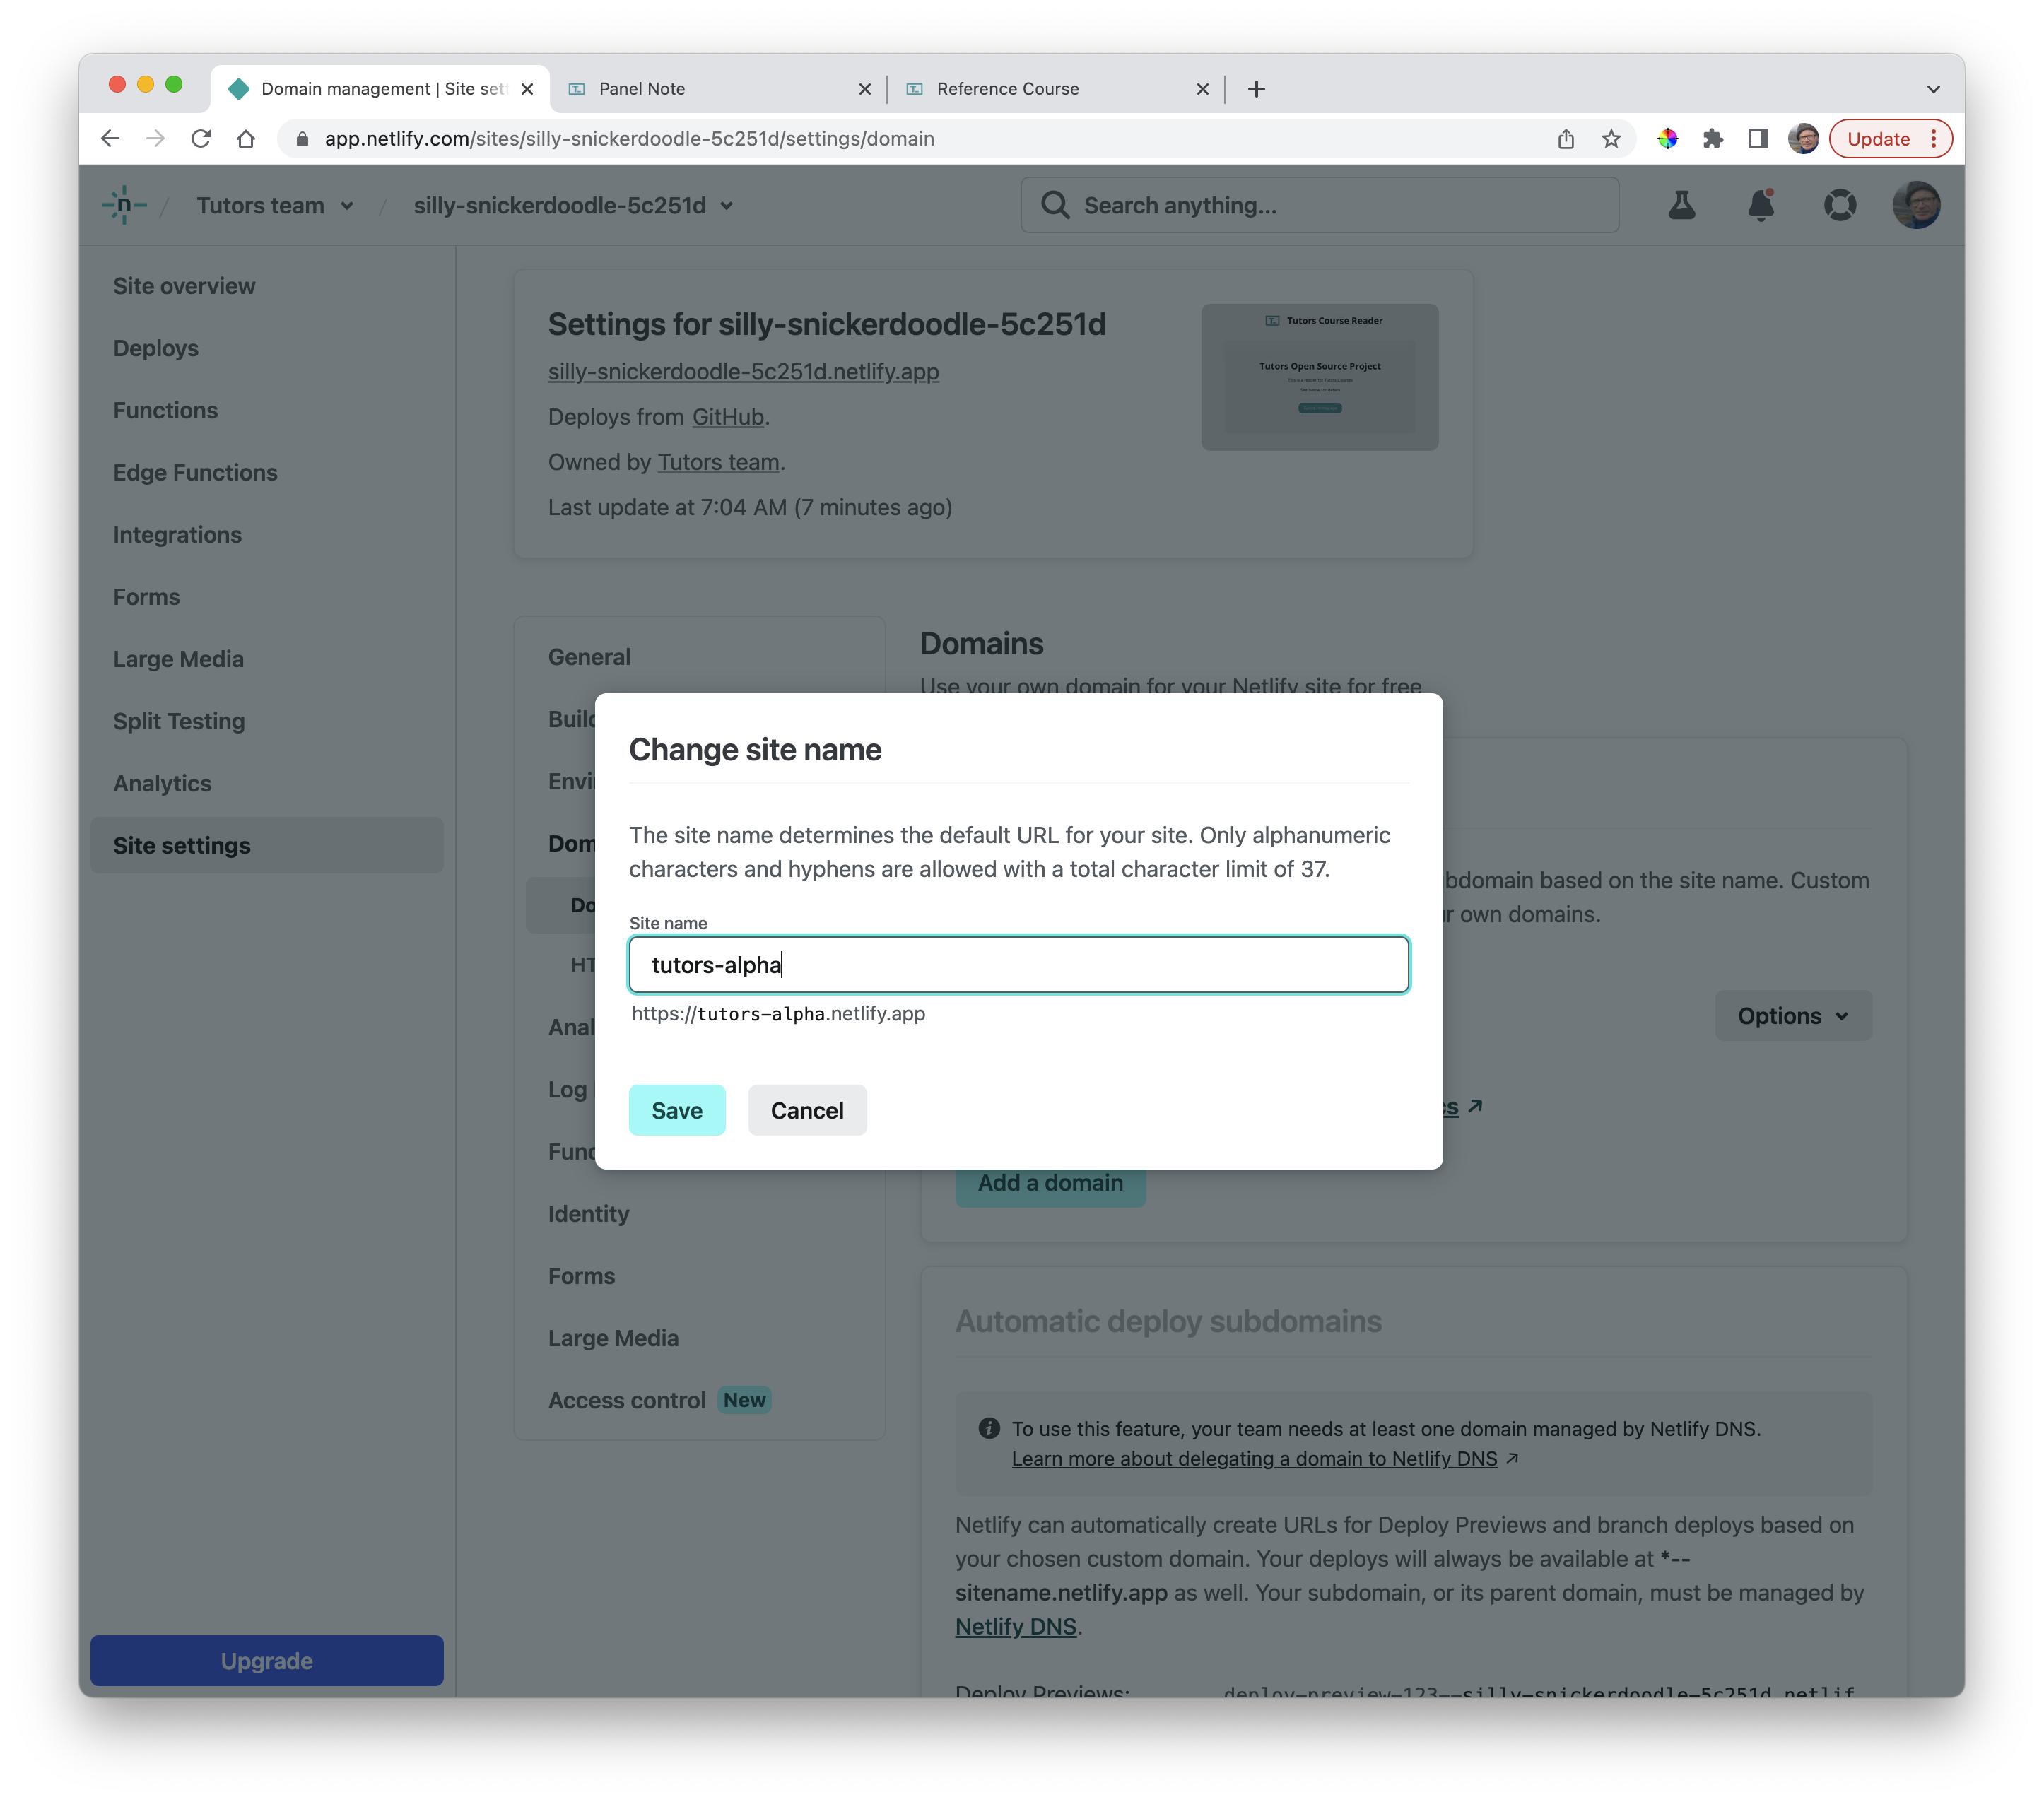 Domain management | Site set
Panel Note
Reference Course
app.netlify.com/sites/silly-snickerdoodle-5c251d/settings/domain
Update
Tutors team
silly-snickerdoodle-5c251d
Search anything...
Site overview
Deploys
Functions
Edge Functions
Integrations
Forms
Large Media
Split Testing
Analytics
Site settings
Upgrade
Settings for silly-snickerdoodle-5c251d
silly-snickerdoodle-5c251d.netlify.app
Deploys from GitHub.
Owned by Tutors team.
Last update at 7:04 AM (7 minutes ago)
Tutors Course Reader
Tutors Open Source Project
General
Build
Envi
Dom
Do
HT
Anal
Log
Func
Identity
Forms
Large Media
Access control New
Domains
Use your own domain for your Netlify site for free
bdomain based on the site name. Custom
r own domains.
Options
cs
Add a domain
Change site name
The site name determines the default URL for your site. Only alphanumeric
characters and hyphens are allowed with a total character limit of 37.
Site name
tutors-alpha
https://tutors-alpha.netlify.app
Save
Cancel
Automatic deploy subdomains
To use this feature, your team needs at least one domain managed by Netlify DNS.
Learn more about delegating a domain to Netlify DNS
Netlify can automatically create URLs for Deploy Previews and branch deploys based on
your chosen custom domain. Your deploys will always be available at *--
sitename.netlify.app as well. Your subdomain, or its parent domain, must be managed by
Netlify DNS.
Deploy Previews:
deploy-preview-123--silly-snickerdoodle-5c251d.netlif